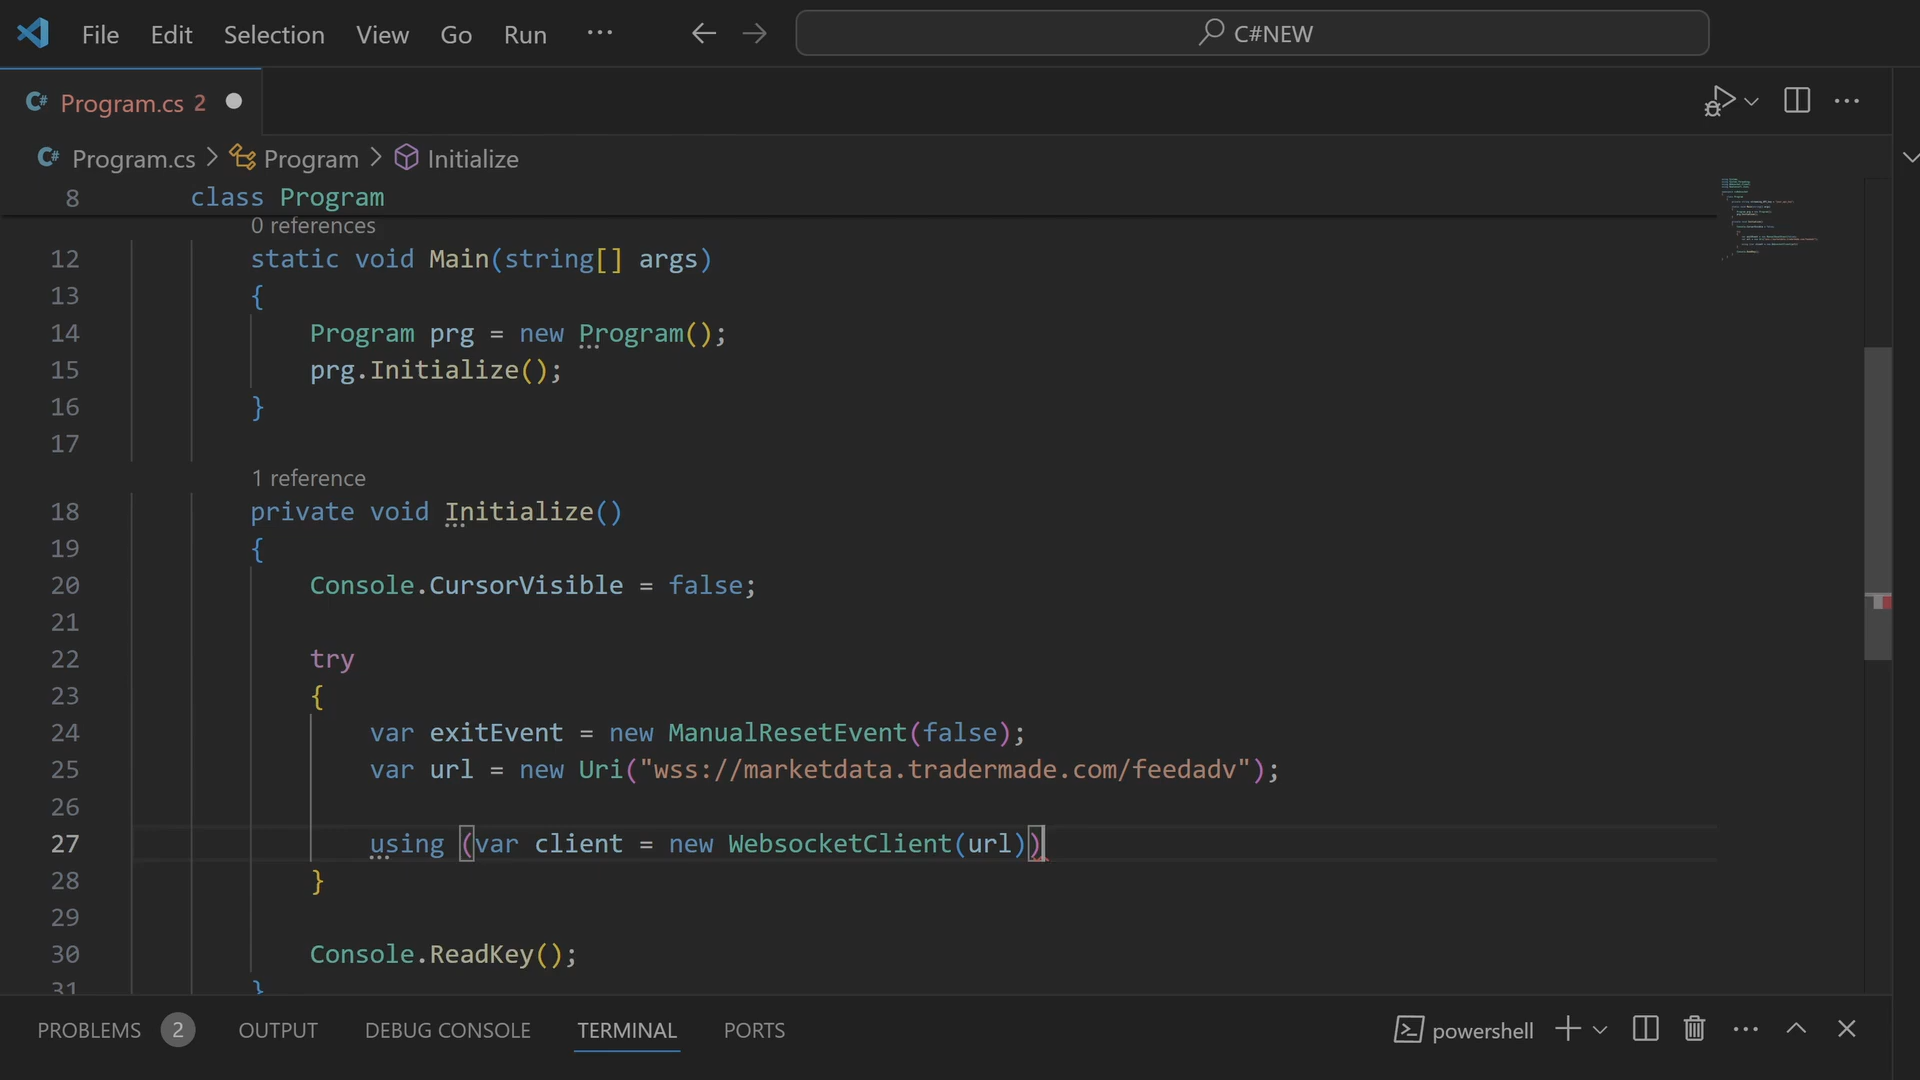 File Edit Selection View Go Run ··· C#NEW
Program.cs 2
Program.cs > Program > Initialize
8 class Program
0 references
12 static void Main(string[] args)
13 {
14 Program prg = new Program();
15 prg.Initialize();
16 }
17
1 reference
18 private void Initialize()
19 {
20 Console.CursorVisible = false;
21
22 try
23 {
24 var exitEvent = new ManualResetEvent(false);
25 var url = new Uri("wss://marketdata.tradermade.com/feedadv");
26
27 using (var client = new WebsocketClient(url))
28 }
29
30 Console.ReadKey();
31 }
PROBLEMS 2 OUTPUT DEBUG CONSOLE TERMINAL PORTS powershell